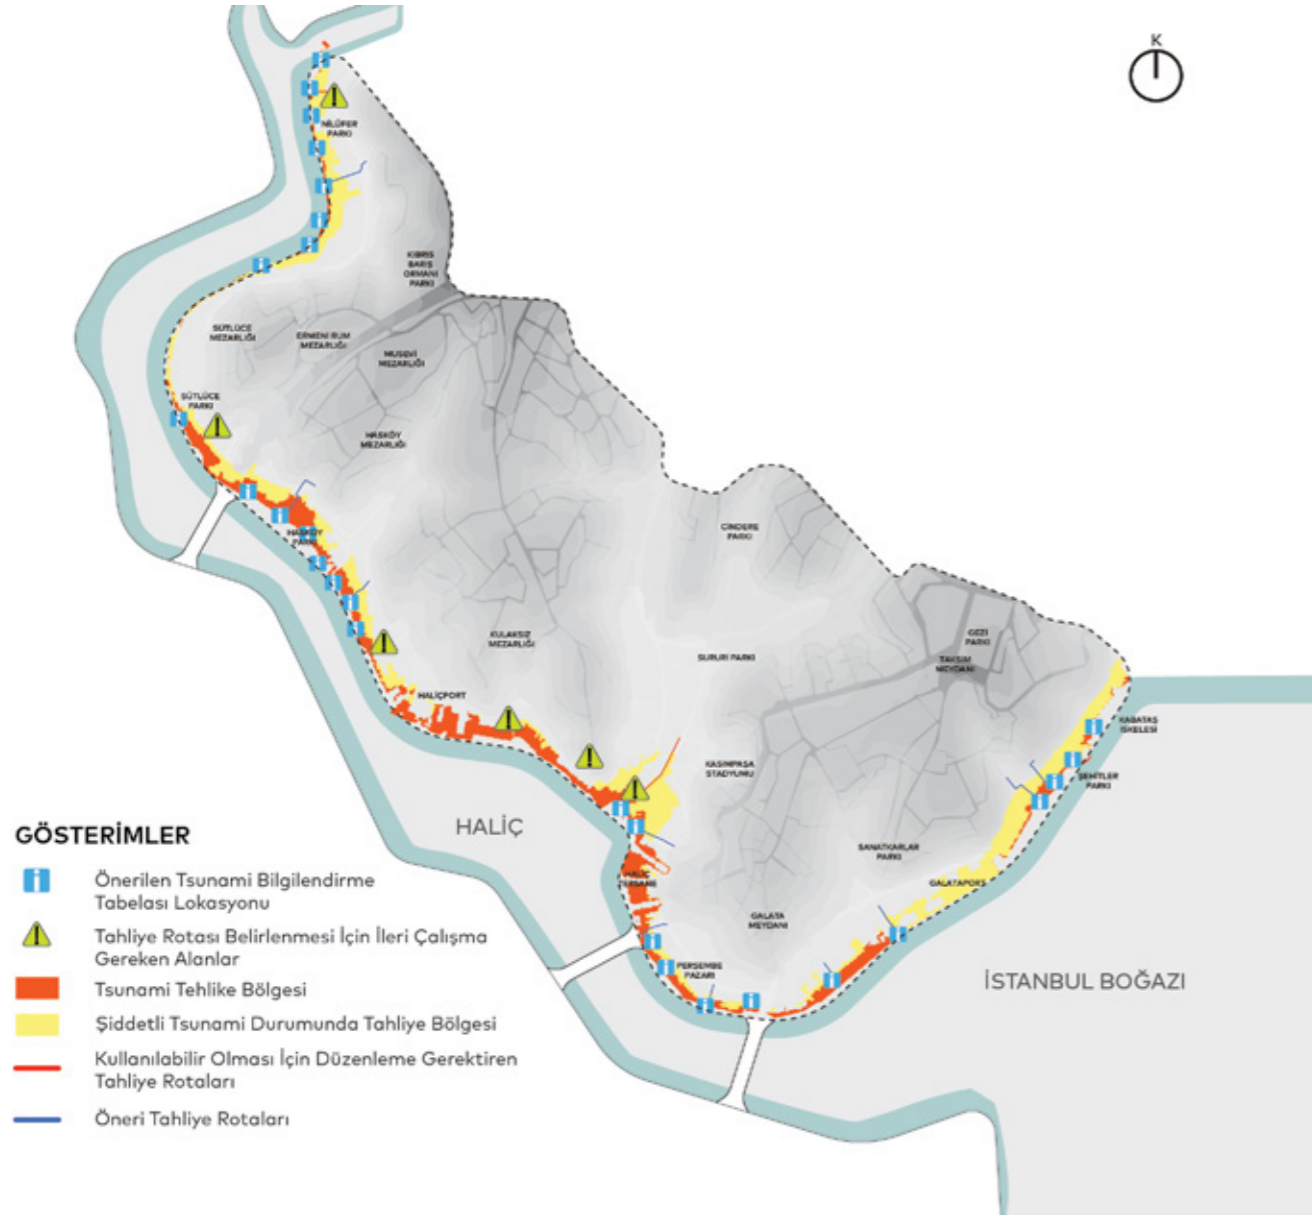 K
NİLÜFER
PARKI
KIBRIS
BARIŞ
ORMANI
PARKI
SÜTLÜCE
MEZARLIĞI
ERMENİ RUM
MEZARLIĞI
MUSEVİ
MEZARLIĞI
SÜTLÜCE
PARKI
HASKÖY
MEZARLIĞI
CİNDERE
PARKI
HASKÖY
PARKI
KULAKSIZ
MEZARLIĞI
GEZİ
PARKI
SURURİ PARKI
TAKSİM
MEYDANI
HALİÇPORT
KABATAŞ
İSKELESİ
KASIMPAŞA
STADYUMU
ŞEHİTLER
PARKI
HALİÇ
SANATKARLAR
PARKI
HALİÇ
TERSANE
GALATAPORT
GALATA
MEYDANI
PERŞEMBE
PAZARI
İSTANBUL BOĞAZI
GÖSTERİMLER
Önerilen Tsunami Bilgilendirme
Tabelası Lokasyonu
Tahliye Rotası Belirlenmesi İçin İleri Çalışma
Gereken Alanlar
Tsunami Tehlike Bölgesi
Şiddetli Tsunami Durumunda Tahliye Bölgesi
Kullanılabilir Olması İçin Düzenleme Gerektiren
Tahliye Rotaları
Öneri Tahliye Rotaları